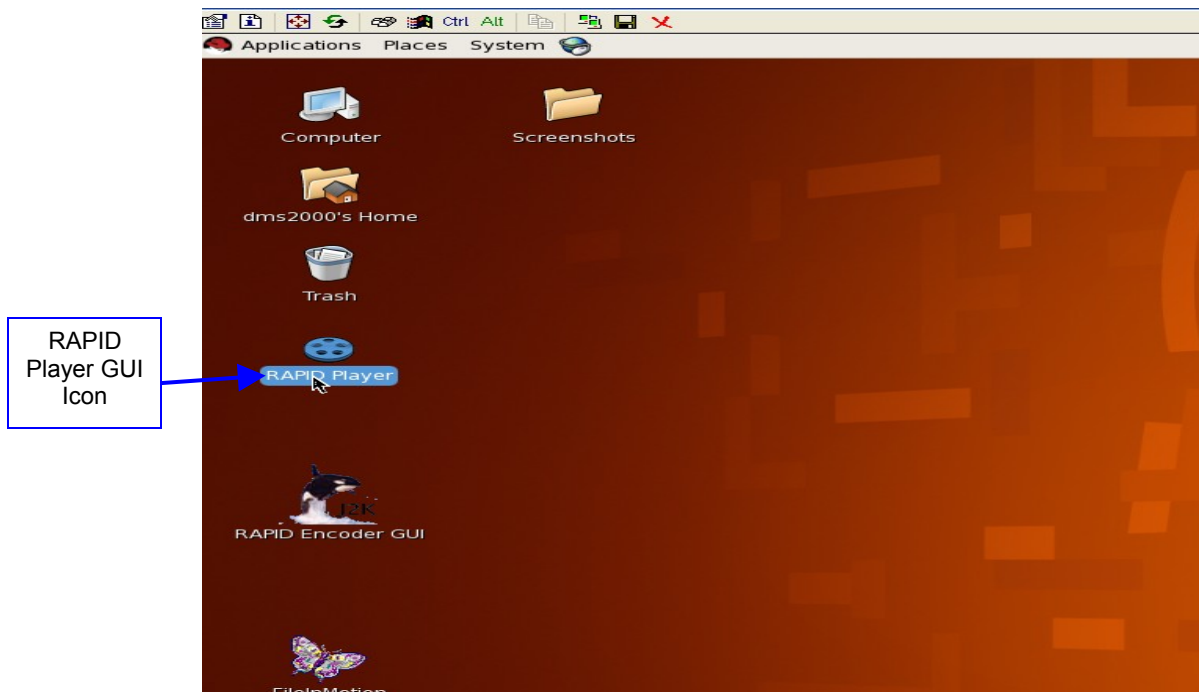 Ctrl Alt
Applications Places System
Computer
Screenshots
dms2000's Home
Trash
RAPID
Player GUI
Icon
RAPID Player
J2K
RAPID Encoder GUI
FileInMotion